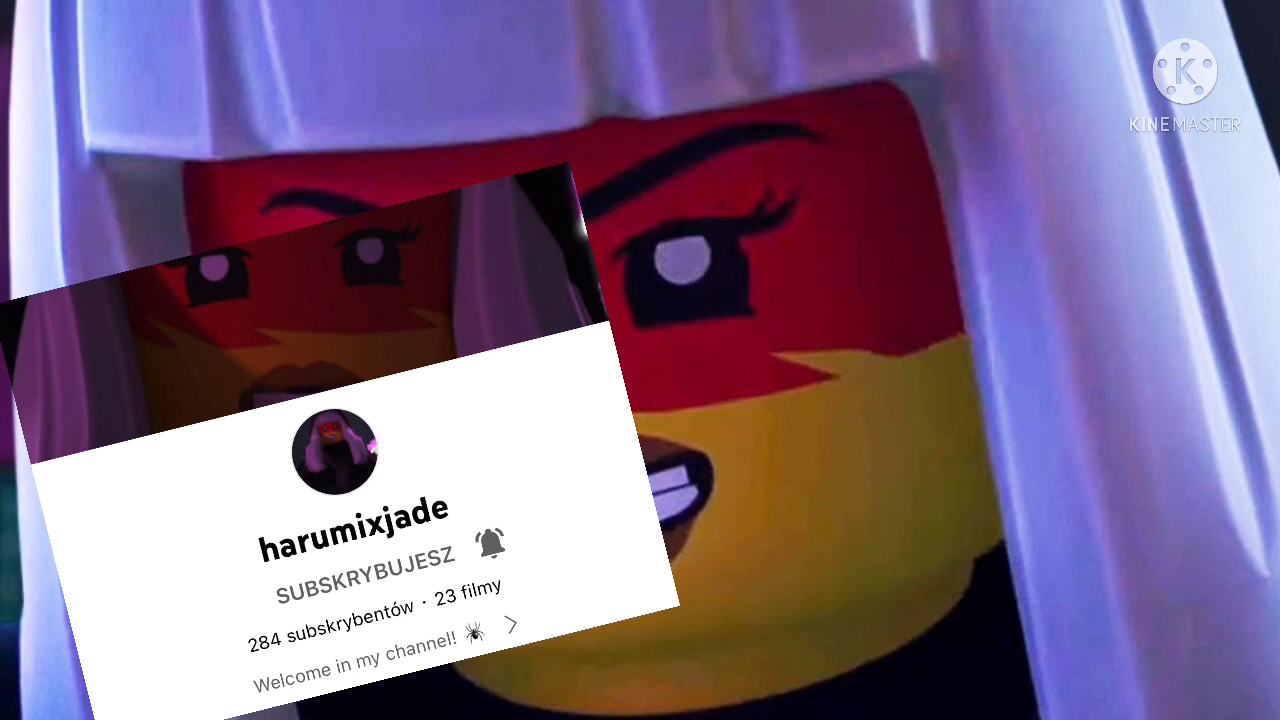 K
KINEMASTER
harumixjade
SUBSKRYBUJESZ
284 subskrybentów · 23 filmy
Welcome in my channel! 🕷